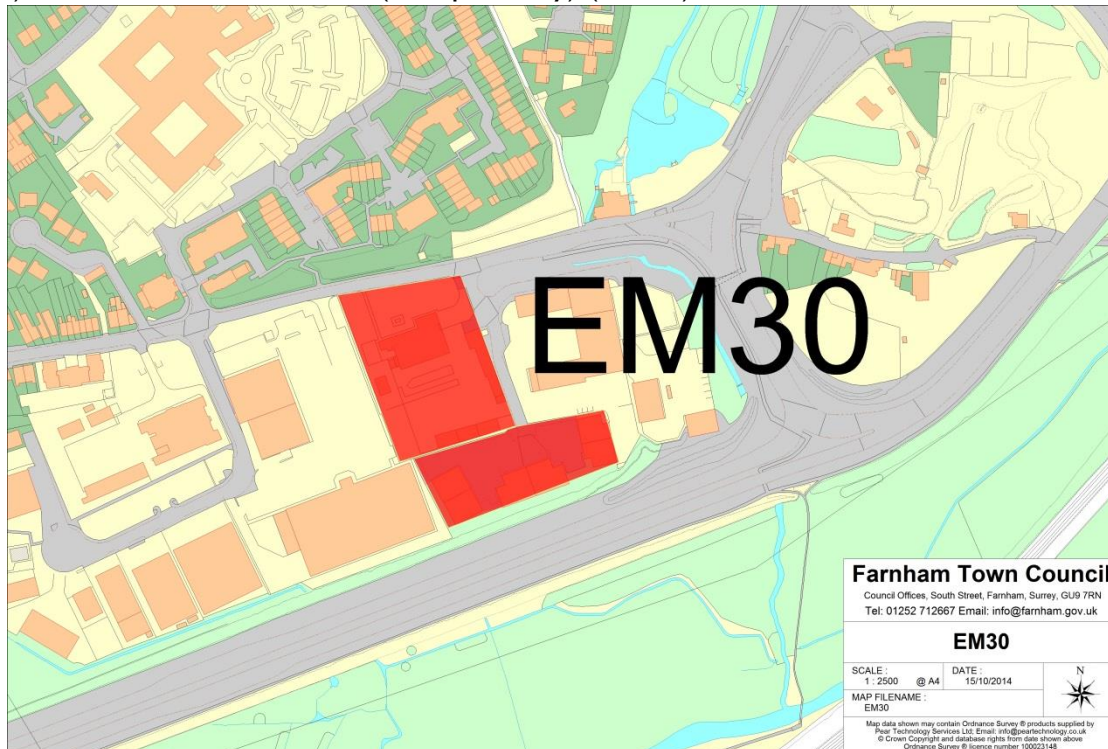 EM30
Farnham Town Council
Council Offices, South Street, Farnham, Surrey, GU9 7RN
Tel: 01252 712667 Email: info@farnham.gov.uk
EM30
SCALE :
1 : 2500 @ A4
DATE :
15/10/2014
MAP FILENAME :
EM30
N
Map data shown may contain Ordnance Survey ® products supplied by
Pear Technology Services Ltd; Email: info@peartechnology.co.uk
© Crown Copyright and database rights from date shown above
Ordnance Survey ® licence number 100023148